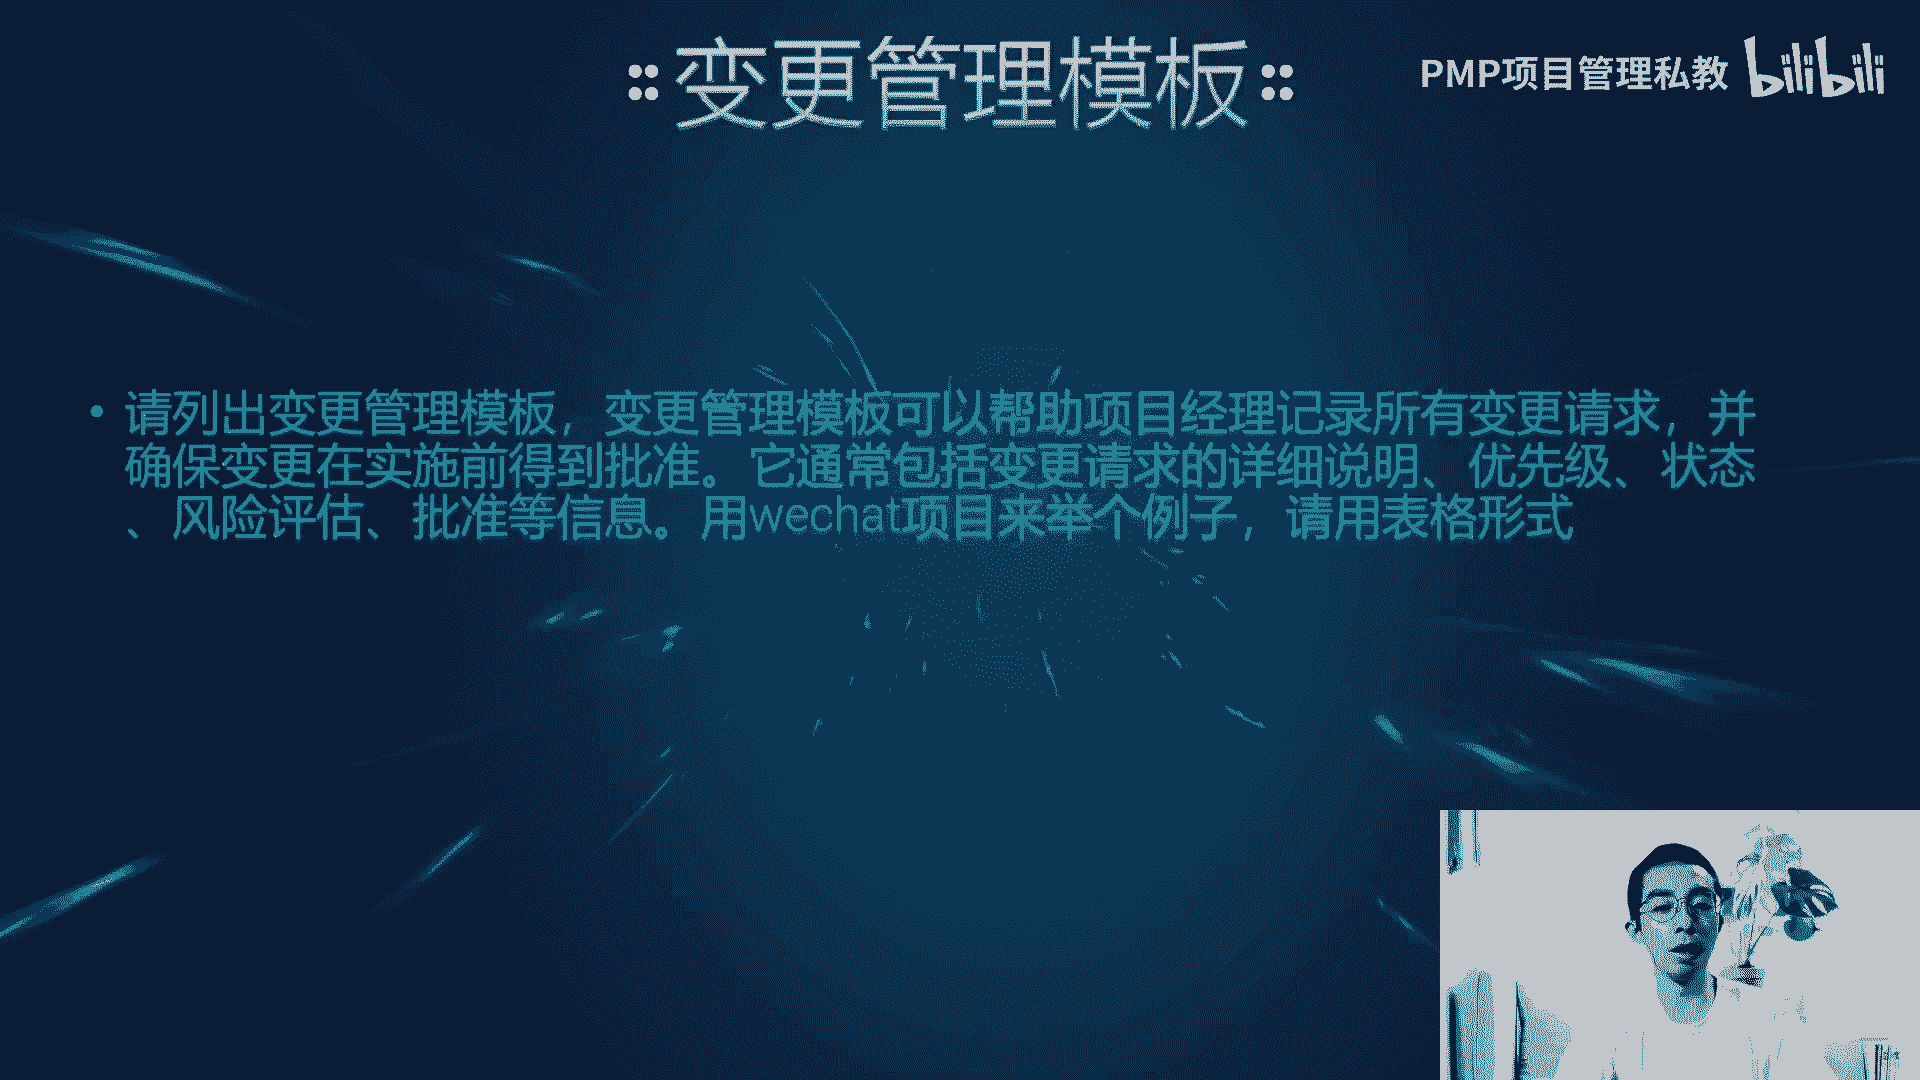 变更管理模板
PMP项目管理私教 bilibili
• 请列出变更管理模板，变更管理模板可以帮助项目经理记录所有变更请求，并
确保变更在实施前得到批准。它通常包括变更请求的详细说明、优先级、状态
、风险评估、批准等信息。 用wechat项目来举个例子，请用表格形式